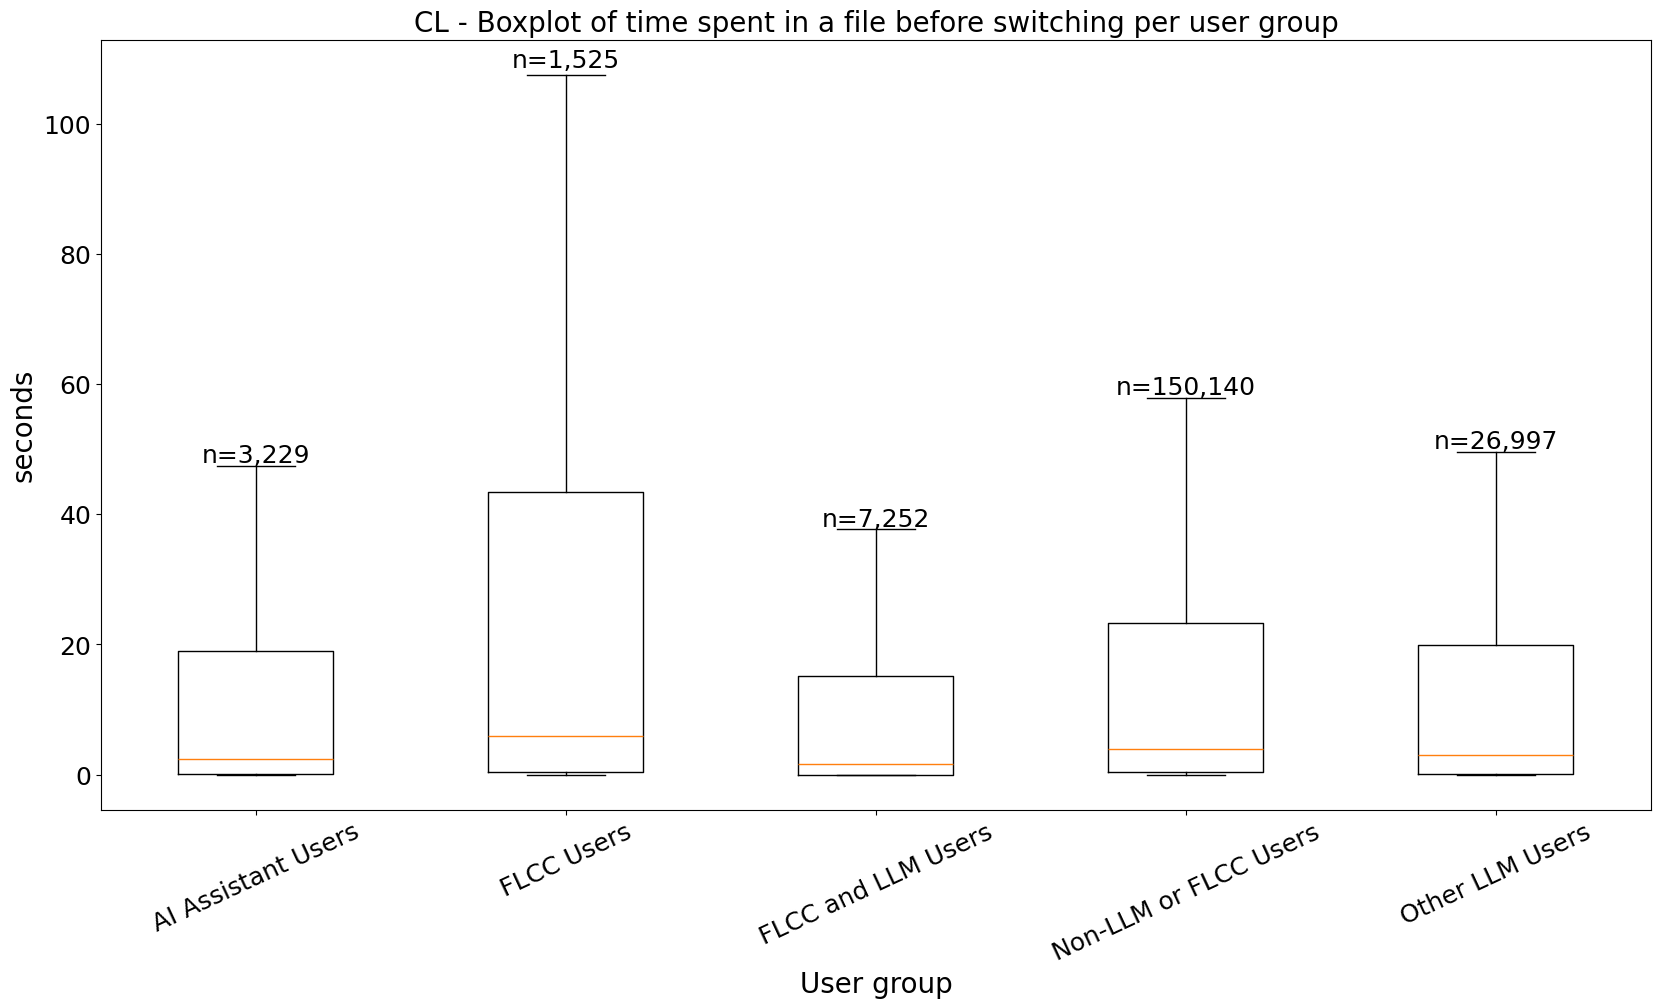 CL - Boxplot of time spent in a file before switching per user group
n=1,525
100
80
60
n=150,140
n=3,229
n=26,997
seconds
40
n=7,252
20
0
AI Assistant Users
FLCC Users
FLCC and LLM Users
Non-LLM or FLCC Users
Other LLM Users
User group